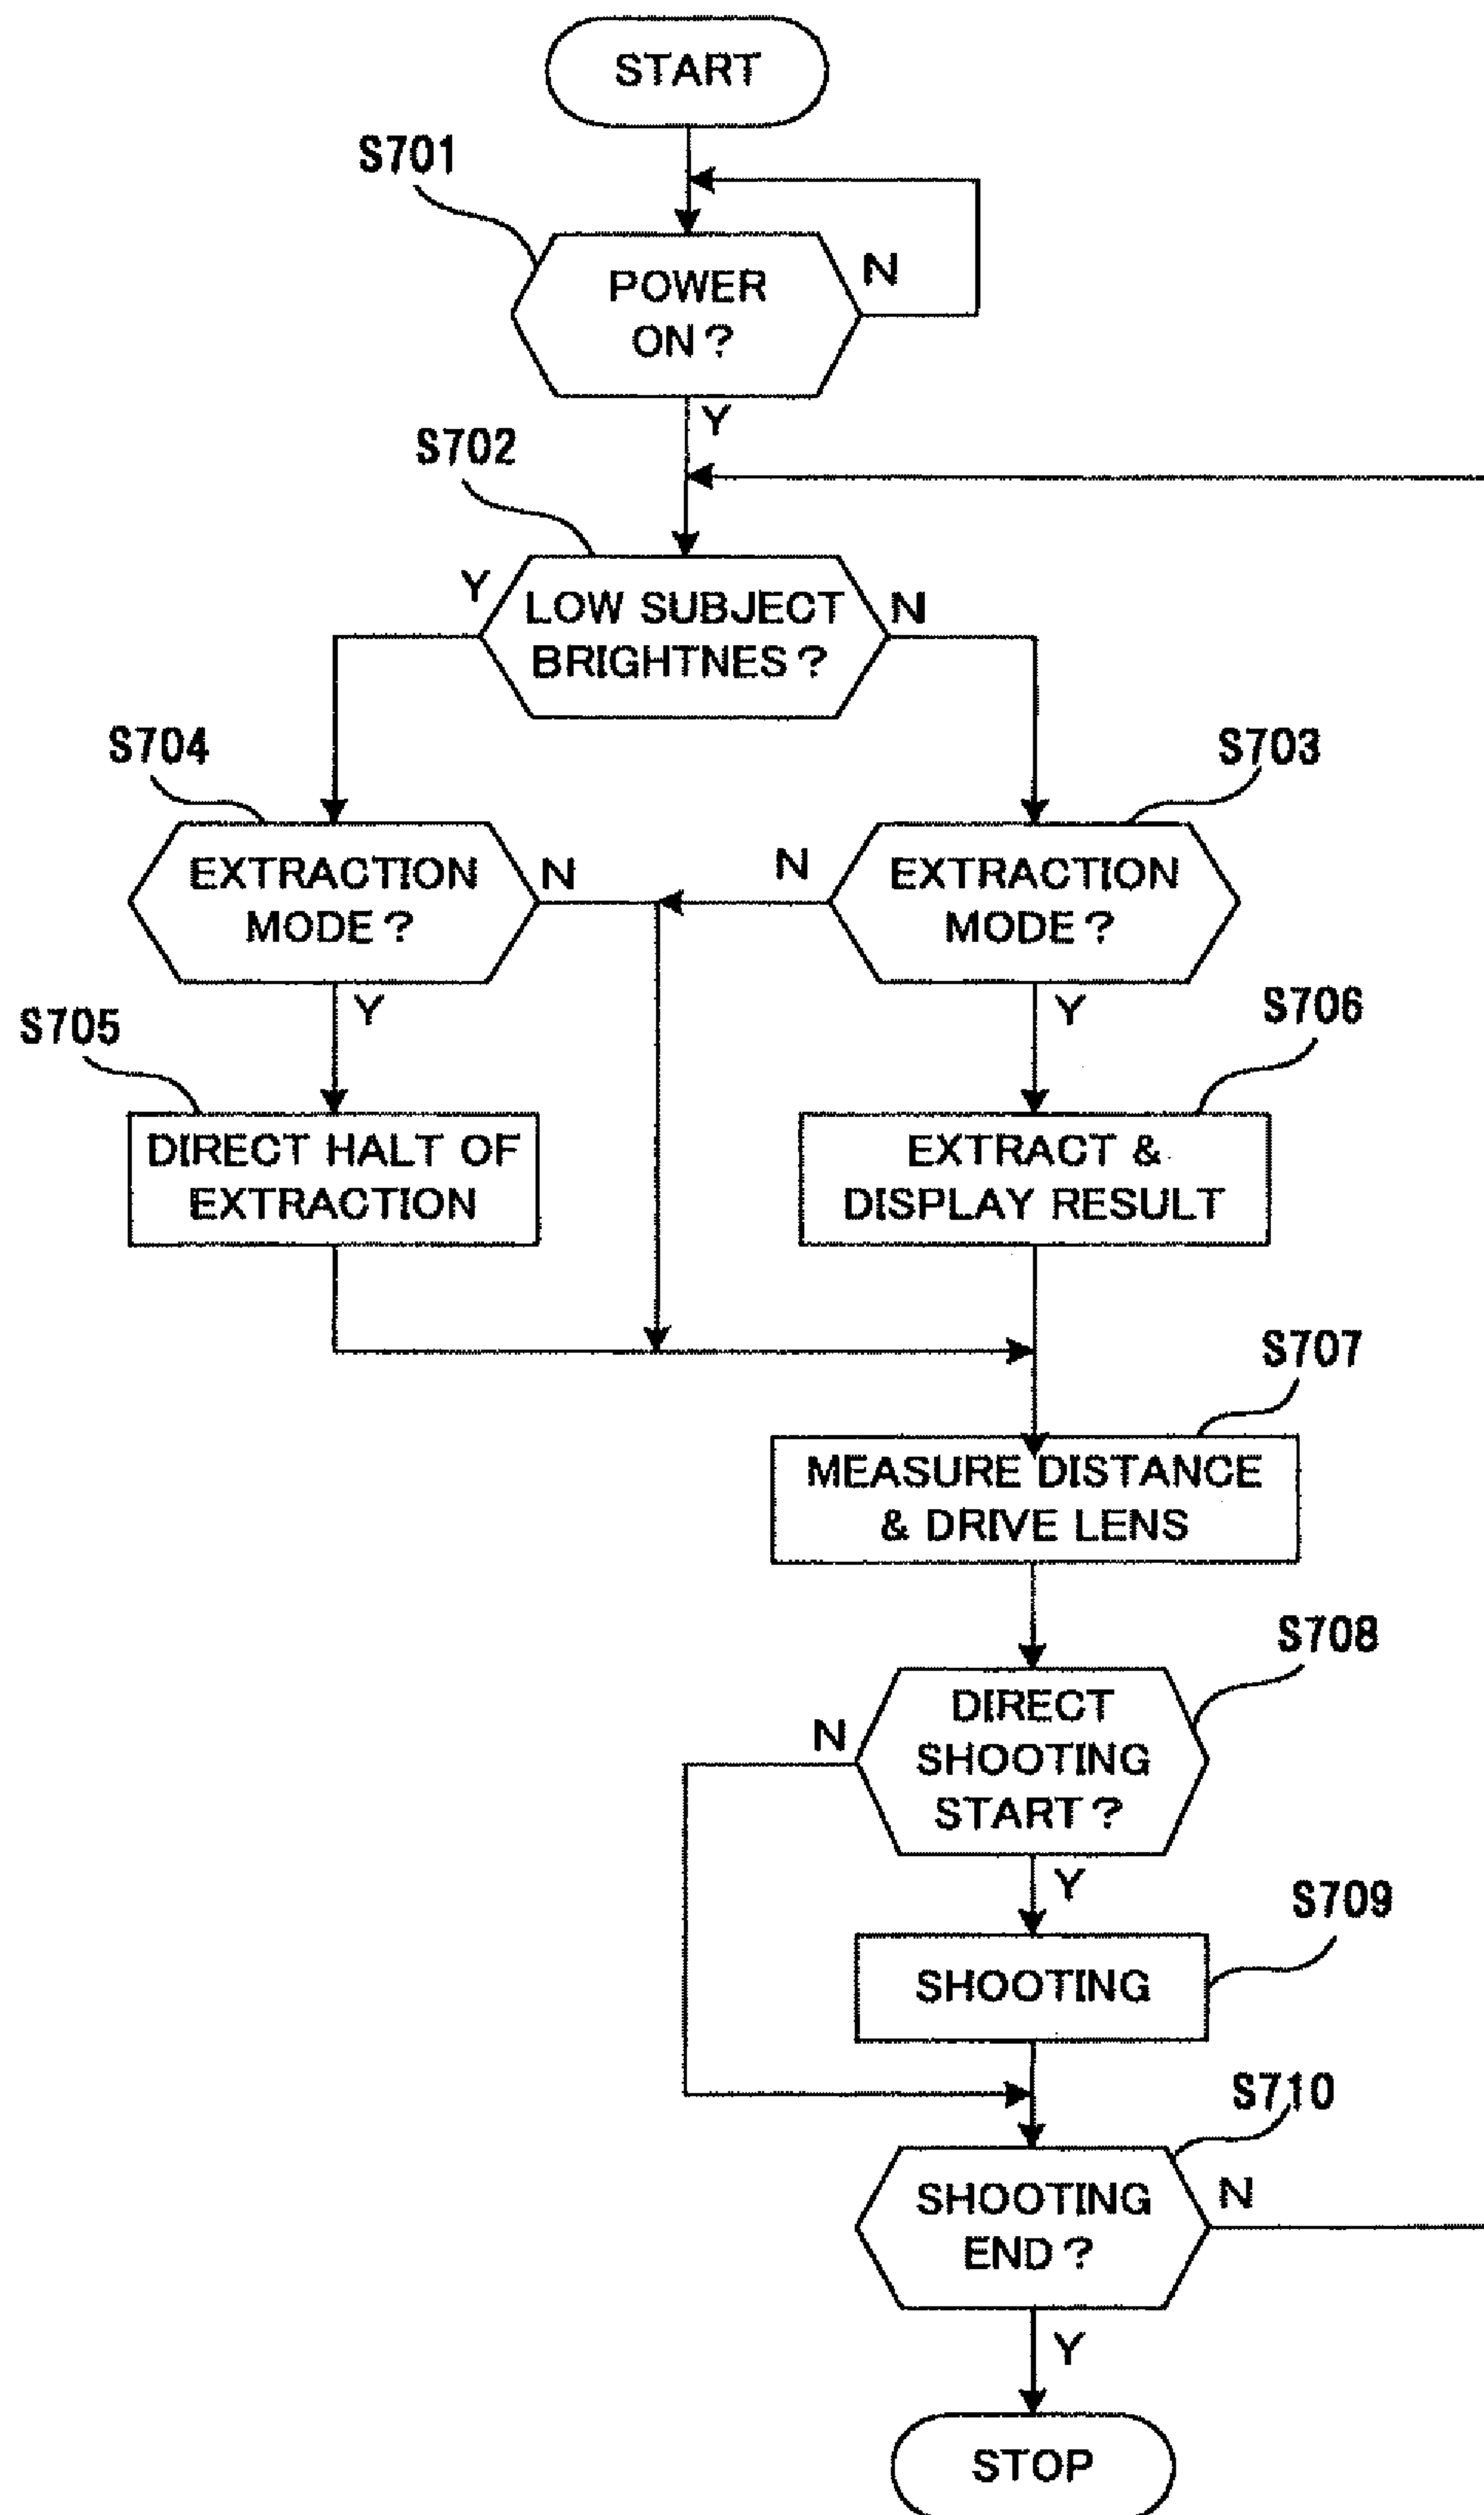 START
S701
POWER
ON?
N
Y
S702
Y
LOW SUBJECT
BRIGHTNES?
N
S704
S703
EXTRACTION
MODE?
N
N
EXTRACTION
MODE?
Y
Y
S705
S706
DIRECT HALT OF
EXTRACTION
EXTRACT &
DISPLAY RESULT
S707
MEASURE DISTANCE
& DRIVE LENS
S708
N
DIRECT
SHOOTING
START?
Y
S709
SHOOTING
S710
SHOOTING
END?
N
Y
STOP